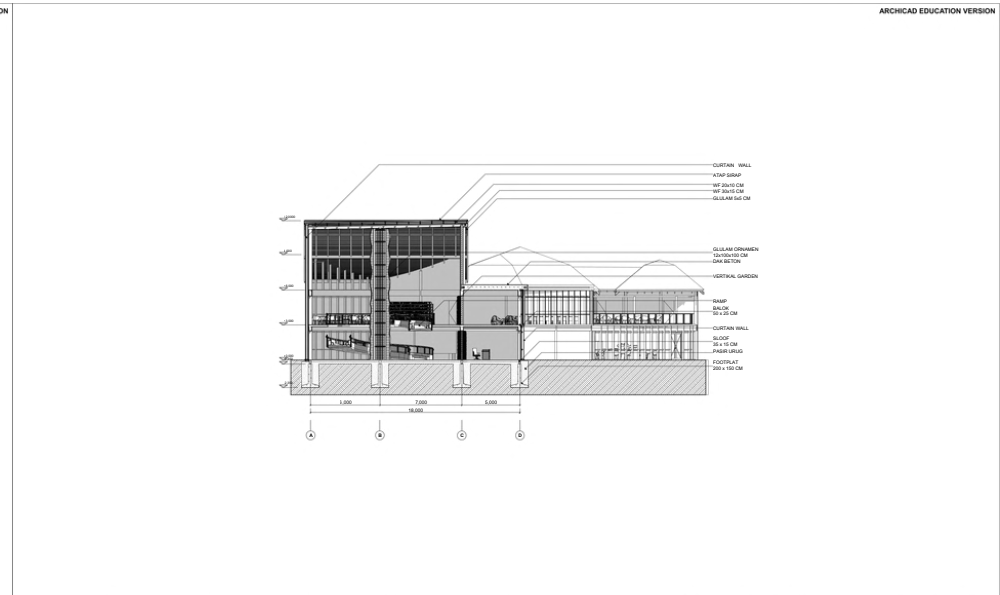 ON
ARCHICAD EDUCATION VERSION
CURTAIN WALL
ATAP SIRAP
WF 20x10 CM
WF 30x15 CM
GLULAM 5x5 CM
GLULAM ORNAMEN
12x100x100 CM
DAK BETON
VERTIKAL GARDEN
RAMP
BALOK
50 x 25 CM
CURTAIN WALL
SLOOF
25 x 15 CM
PASIR URUG
FOOTPLAT
200 x 150 CM
7,000
5,000
18,000
A
B
C
D